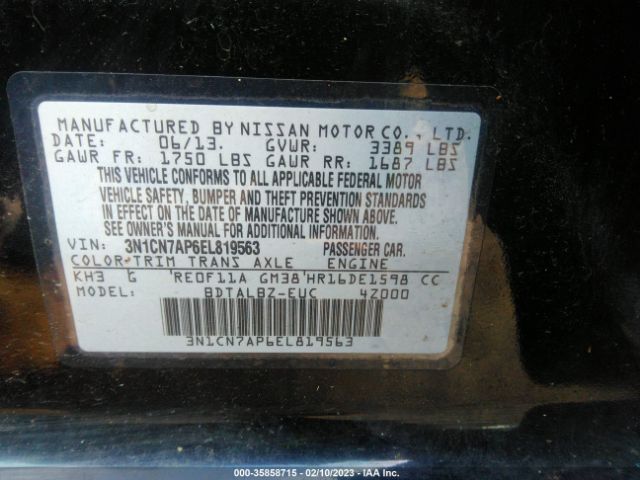 MANUFACTURED BY NISSAN MOTOR CO., LTD.
DATE: 06/13. GVWR: 3389 LBS
GAWR FR: 1750 LBS GAWR RR: 1687 LBS
THIS VEHICLE CONFORMS TO ALL APPLICABLE FEDERAL MOTOR
VEHICLE SAFETY, BUMPER AND THEFT PREVENTION STANDARDS
IN EFFECT ON THE DATE OF MANUFACTURE SHOWN ABOVE.
SEE OWNER'S MANUAL FOR ADDITIONAL INFORMATION.
VIN: 3N1CN7AP6EL819563 PASSENGER CAR.
COLOR TRIM TRANS AXLE ENGINE
KH3 G RE0F11A GM38 HR16DE1598 CC
MODEL: BDTALBZ-EUC 4Z000
3N1CN7AP6EL819563
000-35858715 - 02/10/2023 - IAA Inc.